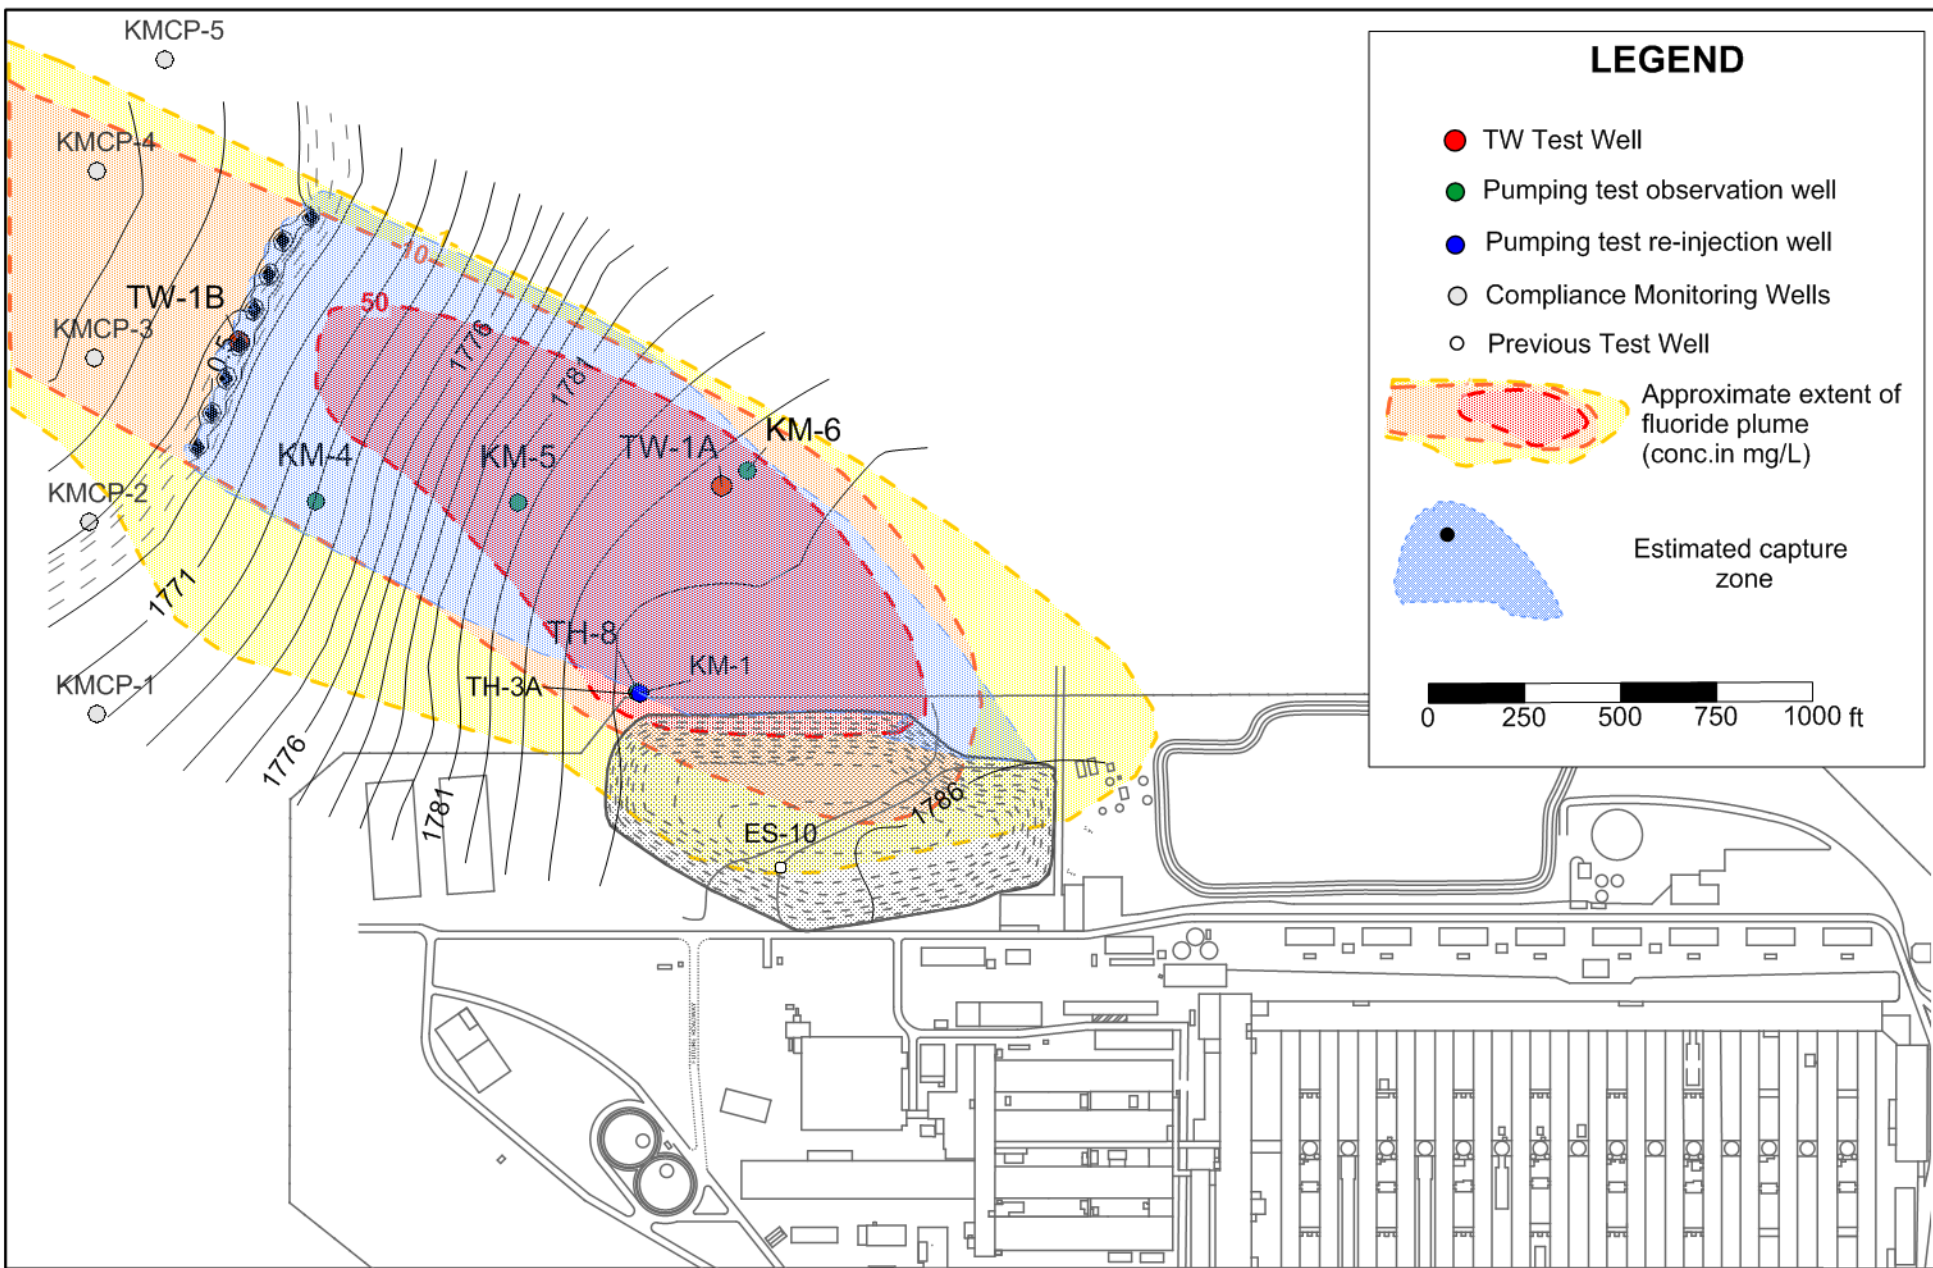 KMCP-5
LEGEND
KMCP-4
TW Test Well
Pumping test observation well
Pumping test re-injection well
Compliance Monitoring Wells
Previous Test Well
Approximate extent of
fluoride plume
(conc.in mg/L)
Estimated capture
zone
0 250 500 750 1000 ft
10
TW-1B
50
KMCP-3
0.5
1776
1781
TW-1A
KM-6
KM-4
KM-5
KMCP-2
1771
TH-8
KM-1
TH-3A
KMCP-1
1776
1781
1786
ES-10